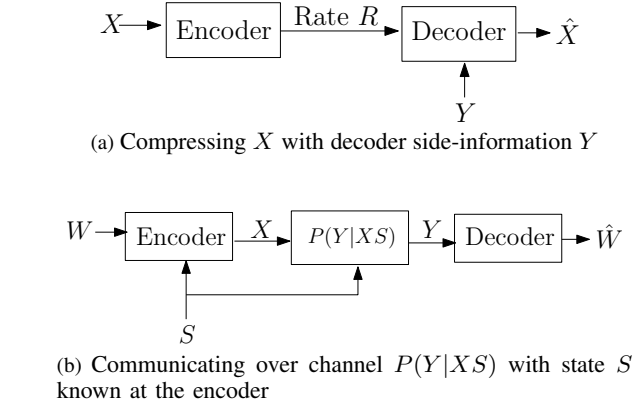 X Encoder Rate R Decoder X̂
Y
(a) Compressing X with decoder side-information Y
W Encoder X P(Y|XS) Y Decoder Ŵ
S
(b) Communicating over channel P(Y|XS) with state S
known at the encoder